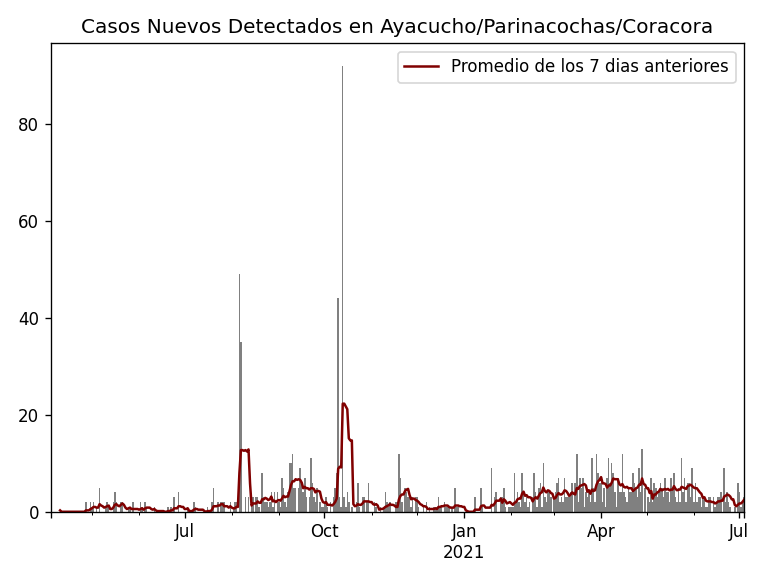 Casos Nuevos Detectados en Ayacucho/Parinacochas/Coracora
Promedio de los 7 dias anteriores
80
60
40
20
0
Jul
Oct
Jan
2021
Apr
Jul